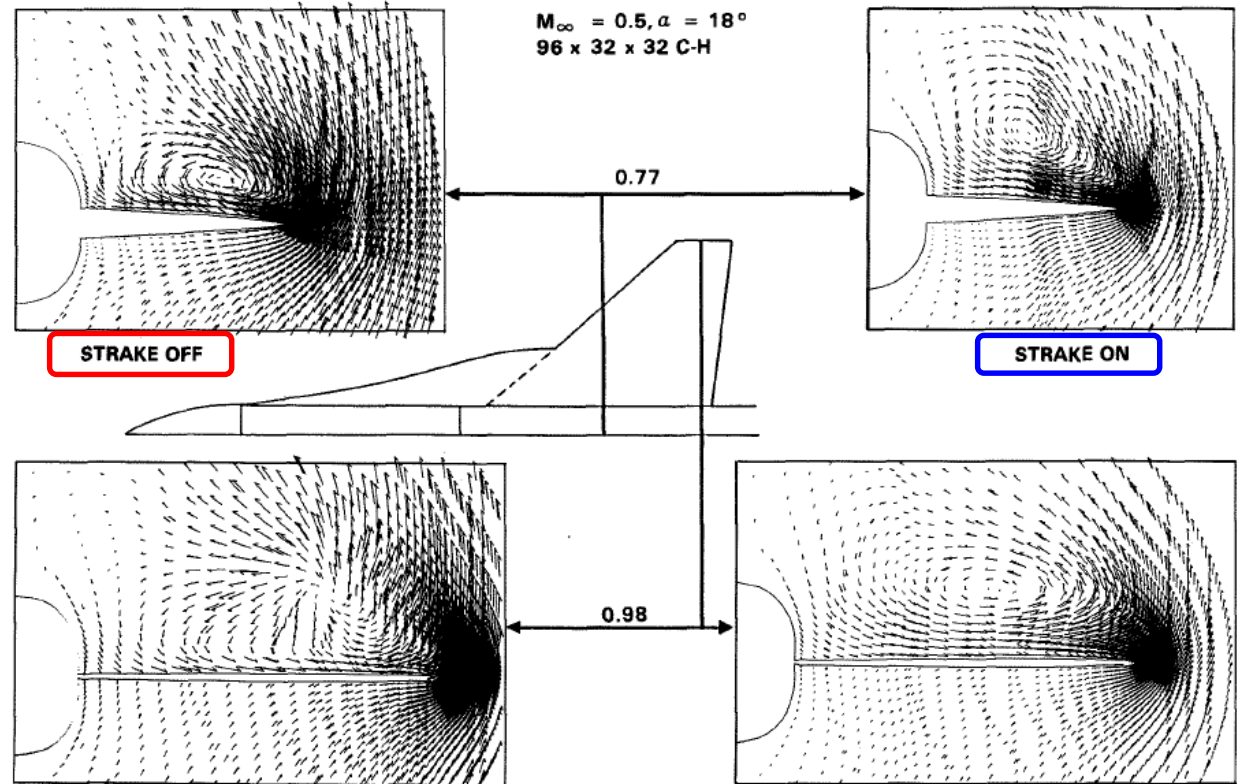 M∞ = 0.5, α = 18°
96 x 32 x 32 C-H
0.77
STRAKE OFF
STRAKE ON
0.98